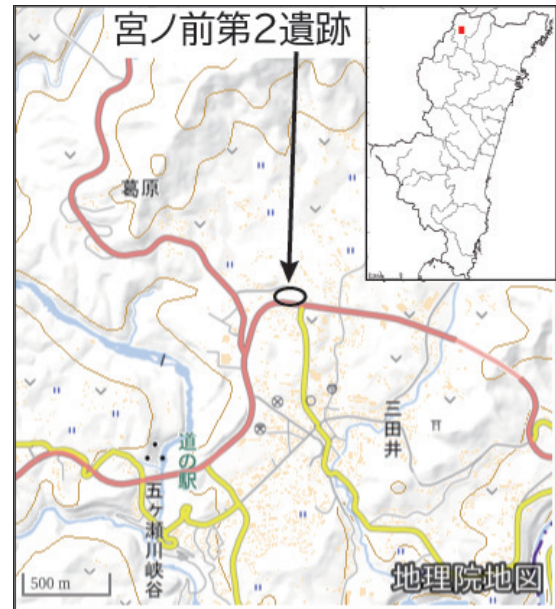 宮ノ前第2遺跡
葛原
三田井
道の駅
五ヶ瀬川峡谷
500 m
地理院地図